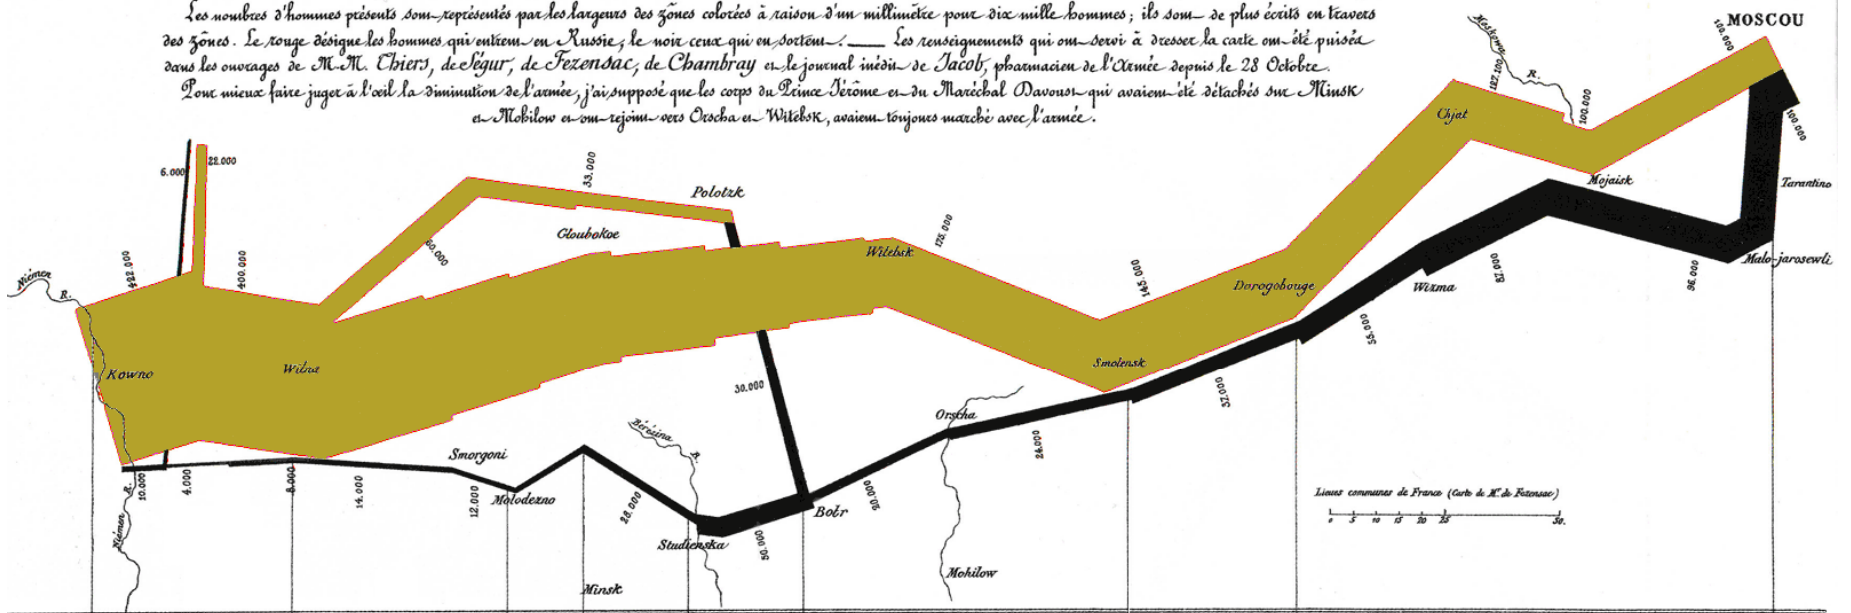 Les nombres d'hommes présents sont représentés par les largeurs des zônes colorées à raison d'un millimètre pour dix mille hommes; ils sont de plus écrits en travers
des zônes. Le rouge désigne les hommes qui entrent en Russie; le noir ceux qui en sortent. Les renseignements qui ont servi à dresser la carte ont été puisés
dans les ouvrages de M.M. Chiers, de Ségur, de Fezensac, de Chambray et le journal inédit de Jacob, pharmacien de l'Armée depuis le 28 Octobre.
Pour mieux faire juger à l'œil la diminution de l'armée, j'ai supposé que les corps du Prince Jérôme et du Maréchal Davoust qui avaient été détachés sur Minsk
et Mohilow et ont rejoint vers Orscha et Witebsk, avaient toujours marché avec l'armée.
MOSCOU
100.000
Moskowa R.
127.100
100.000
Chjat
100.000
Mojaisk
Tarantino
Malo-jarosewli
6.000
22.000
33.000
Polotzk
60.000
Gloubokoe
Witebsk
175.000
Niémen R.
422.000
400.000
145.000
Dorogobouge
Wizma
87.000
96.000
55.000
Kowno
Wilna
Smolensk
37.000
30.000
Orscha
24.000
Bérézina R.
Smorgoni
Molodezno
10.000
4.000
8.000
14.000
12.000
28.000
20.000
Bobr
Studienska
50.000
Niémen R.
Minsk
Mohilow
Lieues communes de France (Carte de M. de Fezensac)
0 5 10 15 20 25 50.